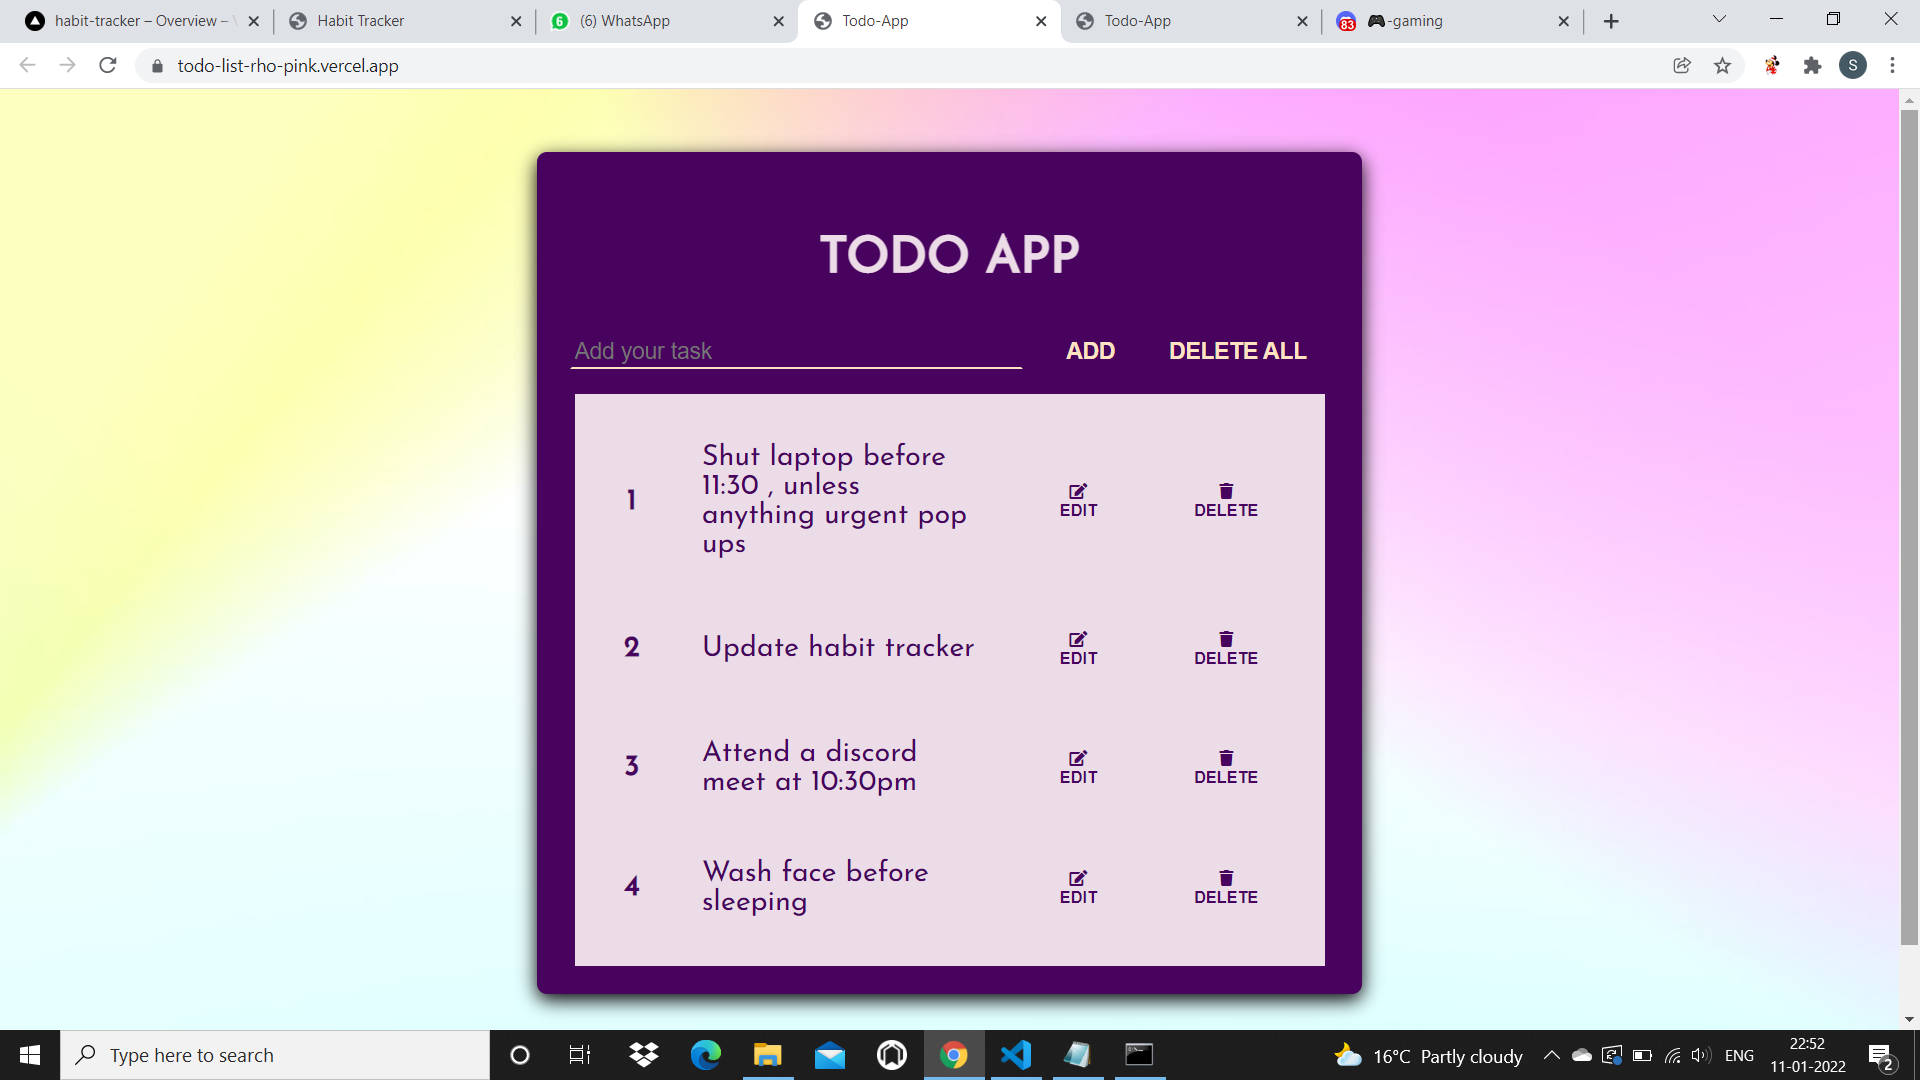 habit-tracker – Overview –
Habit Tracker
6
(6) WhatsApp
Todo-App
Todo-App
83
-gaming
todo-list-rho-pink.vercel.app
S
TODO APP
Add your task
ADD
DELETE ALL
1
Shut laptop before
11:30 , unless
anything urgent pop
ups
EDIT
DELETE
2
Update habit tracker
EDIT
DELETE
3
Attend a discord
meet at 10:30pm
EDIT
DELETE
4
Wash face before
sleeping
EDIT
DELETE
Type here to search
16°C Partly cloudy
ENG
22:52
11-01-2022
2